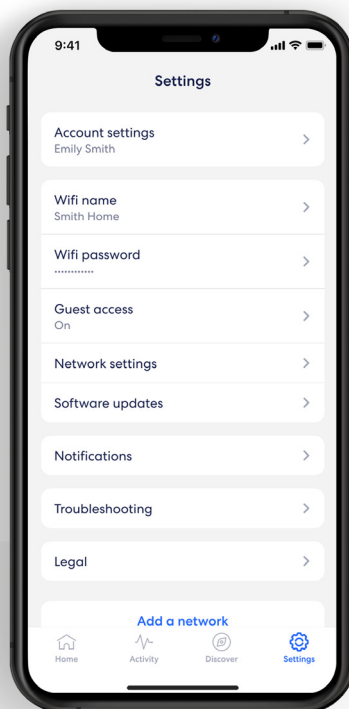 9:41
Settings
Account settings
Emily Smith
Wifi name
Smith Home
Wifi password
••••••••••••
Guest access
On
Network settings
Software updates
Notifications
Troubleshooting
Legal
Add a network
Home Activity Discover Settings